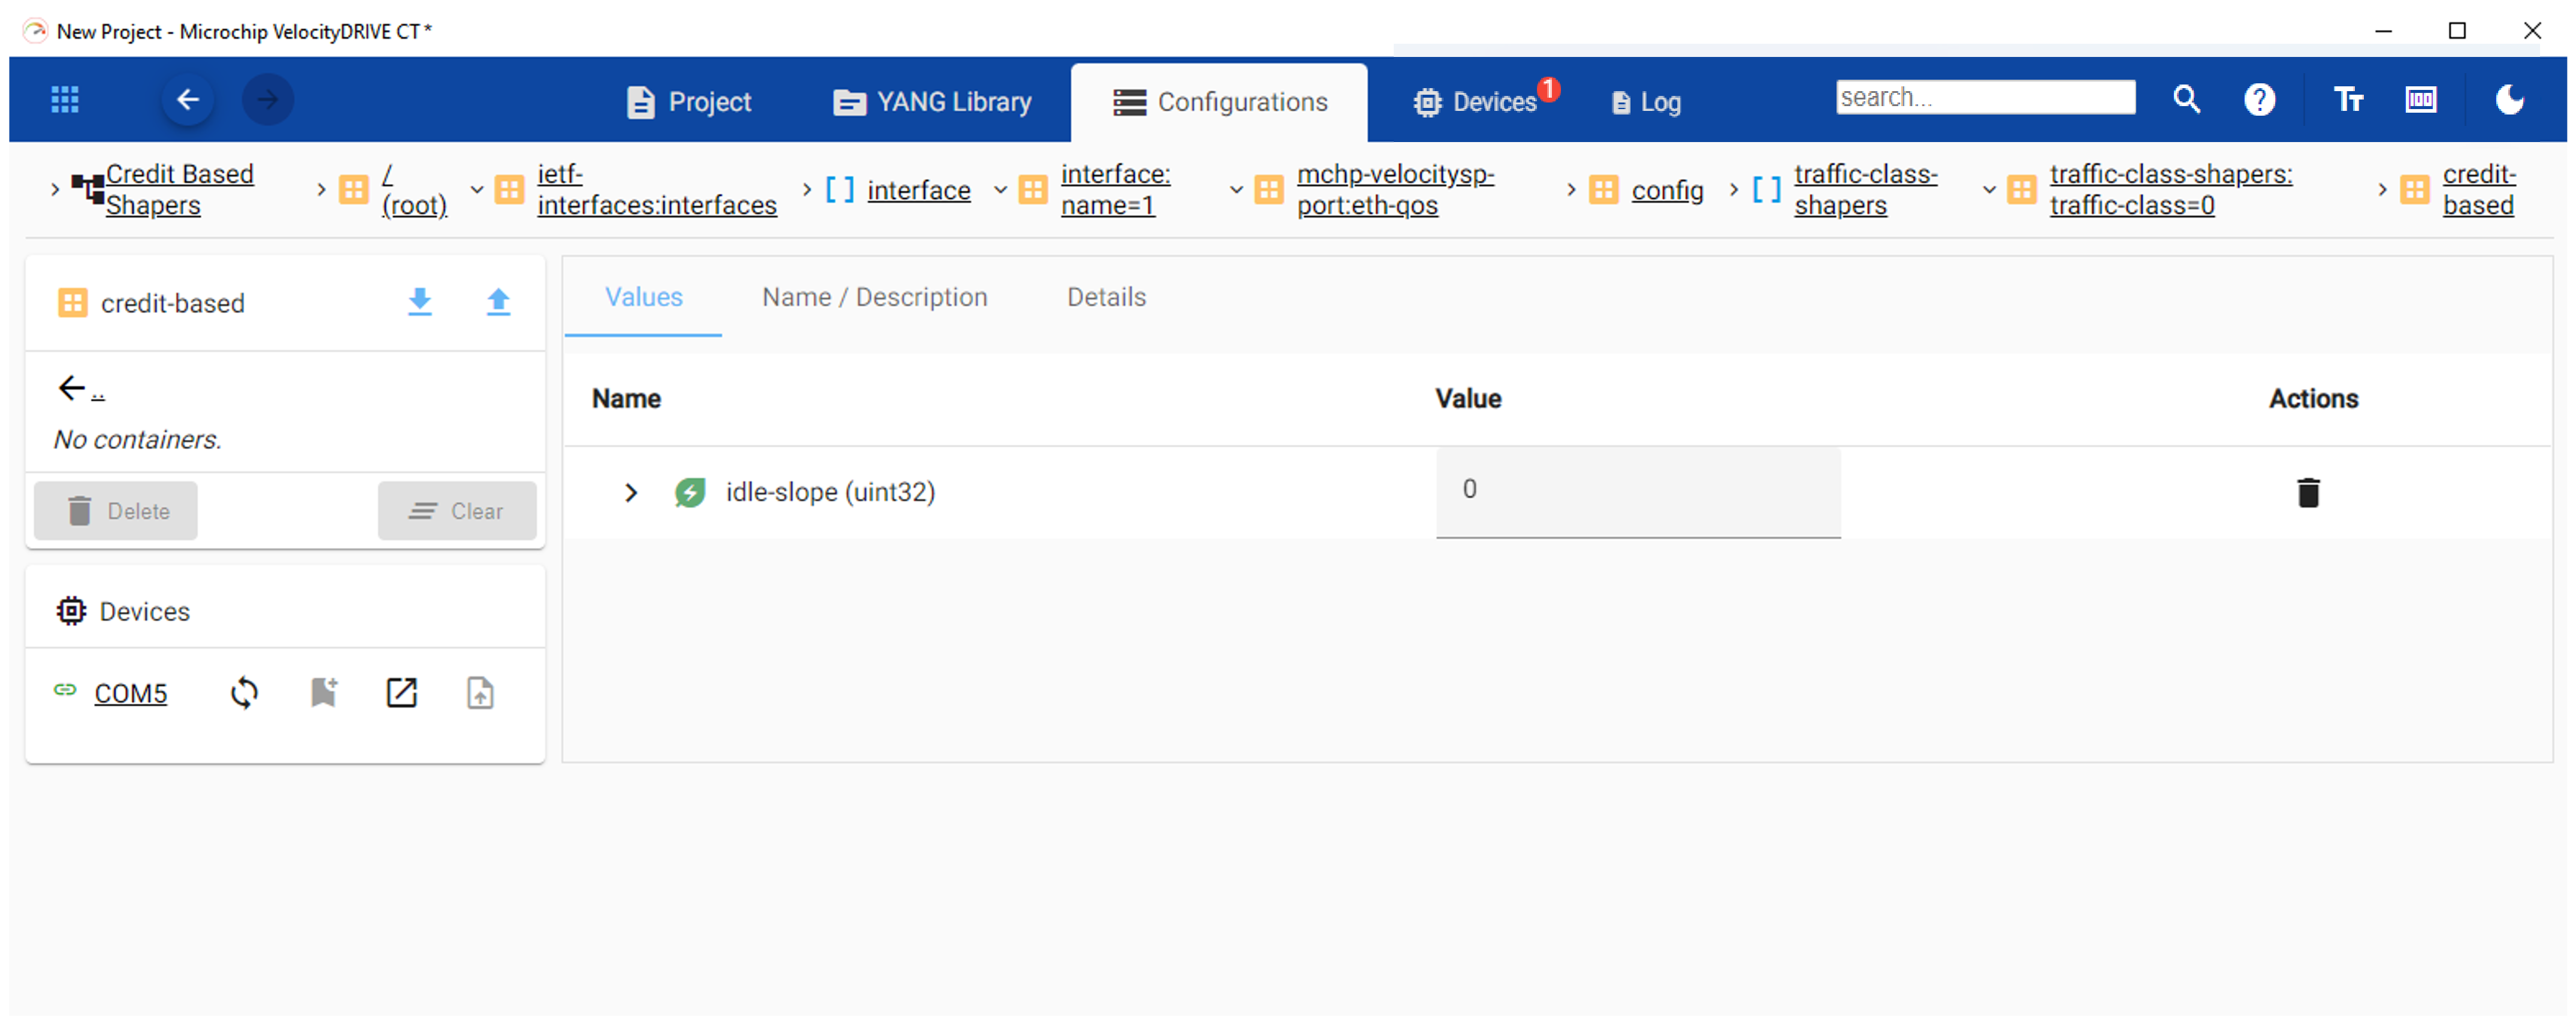 New Project - Microchip VelocityDRIVE CT *
Project
YANG Library
Configurations
Devices
1
Log
search...
Credit Based
Shapers
/
(root)
ietf-
interfaces:interfaces
[ ] interface
interface:
name=1
mchp-velocitysp-
port:eth-qos
config
[ ] traffic-class-
shapers
traffic-class-shapers:
traffic-class=0
credit-
based
credit-based
Values
Name / Description
Details
..
No containers.
Delete
Clear
Name
Value
Actions
idle-slope (uint32)
0
Devices
COM5